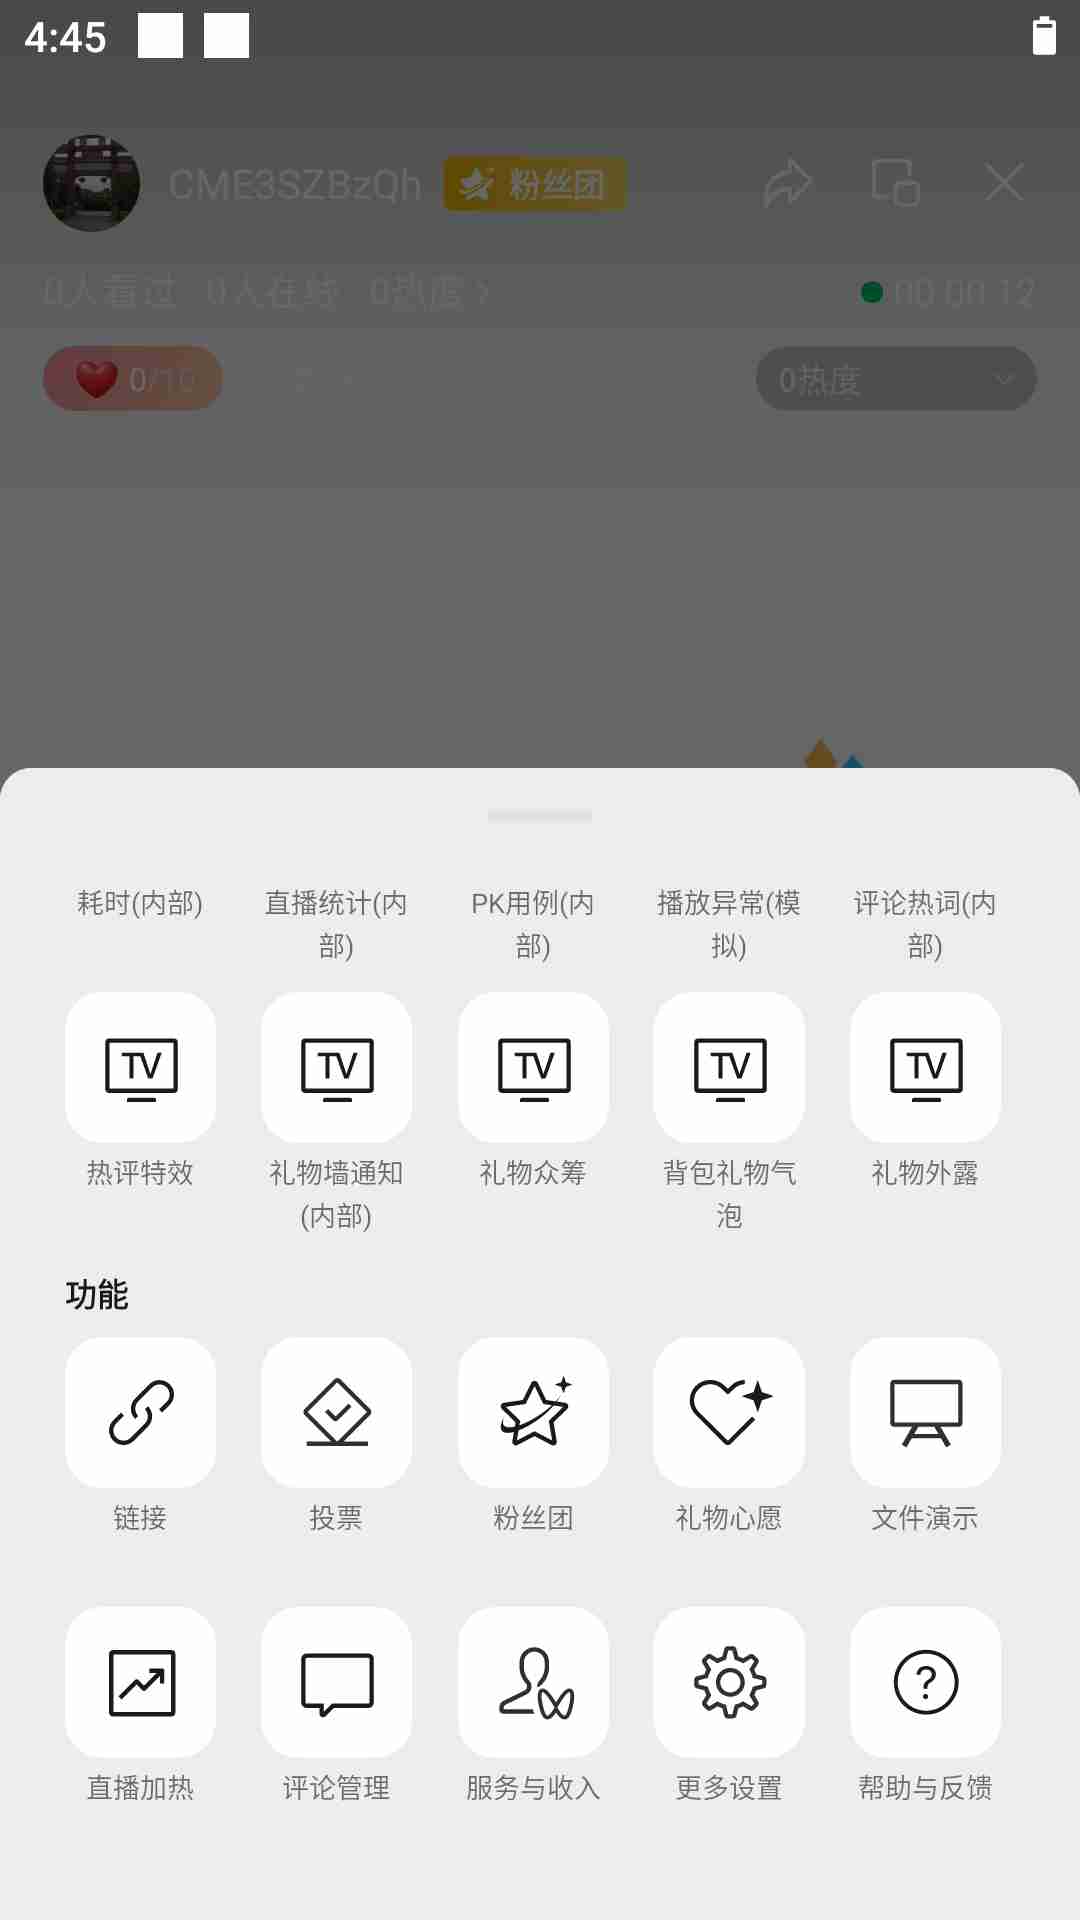 4:45
CME3SZBzQh 粉丝团
0人看过 0人在线 0热度
00:00:12
0/10
0热度
耗时(内部) 直播统计(内部) PK用例(内部) 播放异常(模拟) 评论热词(内部)
TV TV TV TV TV
热评特效 礼物墙通知(内部) 礼物众筹 背包礼物气泡 礼物外露
功能
链接 投票 粉丝团 礼物心愿 文件演示
直播加热 评论管理 服务与收入 更多设置 帮助与反馈